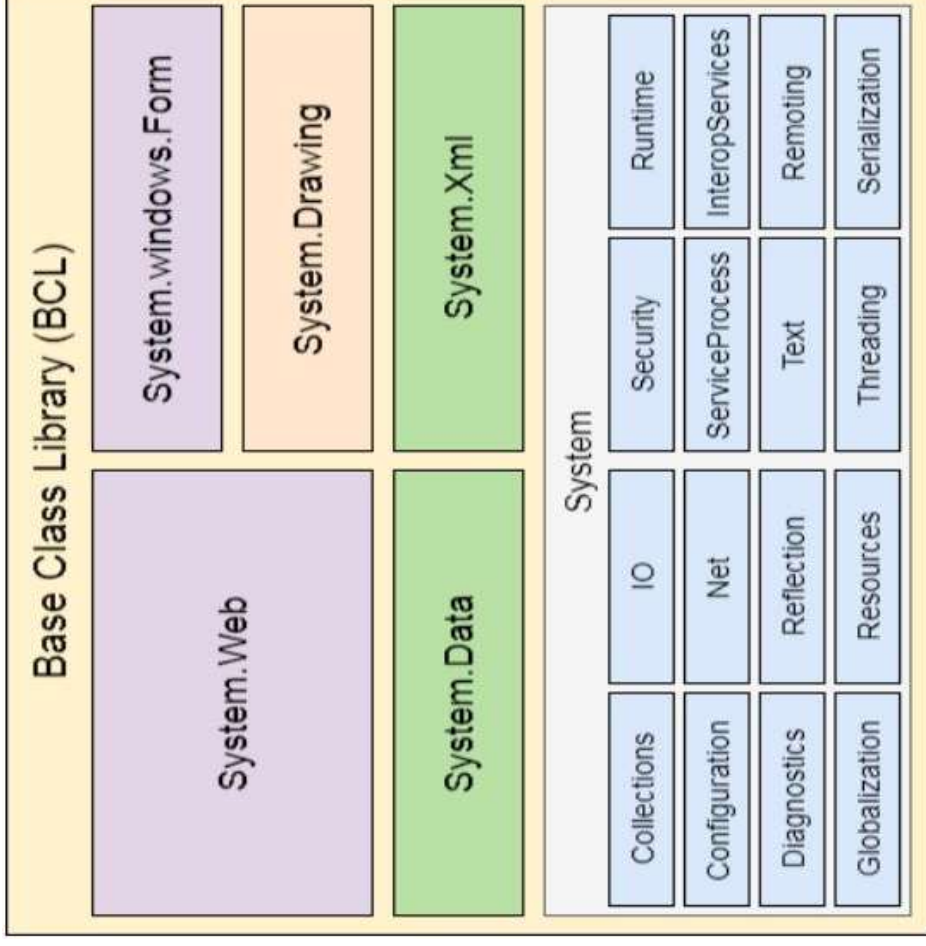 Base Class Library (BCL)
System.Web
System.windows.Form
System.Drawing
System.Data
System.Xml
System
Collections
IO
Security
Runtime
Configuration
Net
ServiceProcess
InteropServices
Diagnostics
Reflection
Text
Remoting
Globalization
Resources
Threading
Serialization